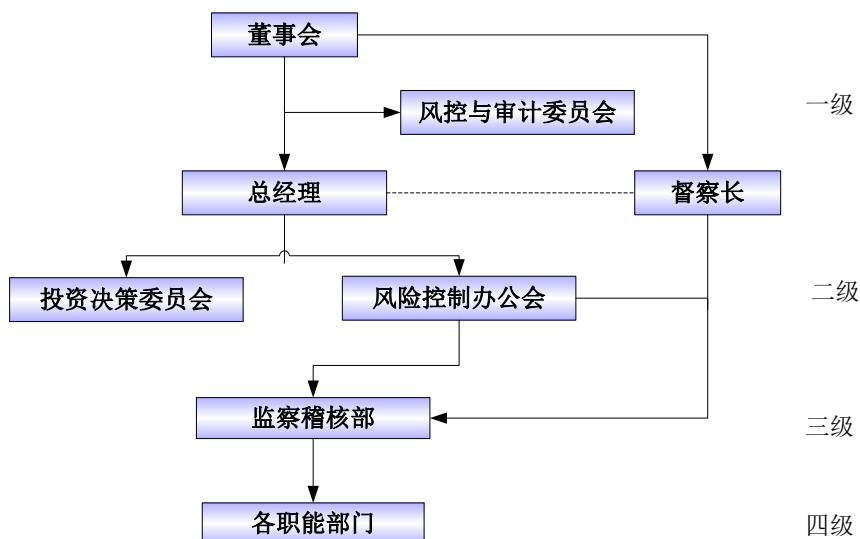 董事会
风控与审计委员会
一级
总经理
督察长
投资决策委员会
风险控制办公会
二级
监察稽核部
三级
各职能部门
四级